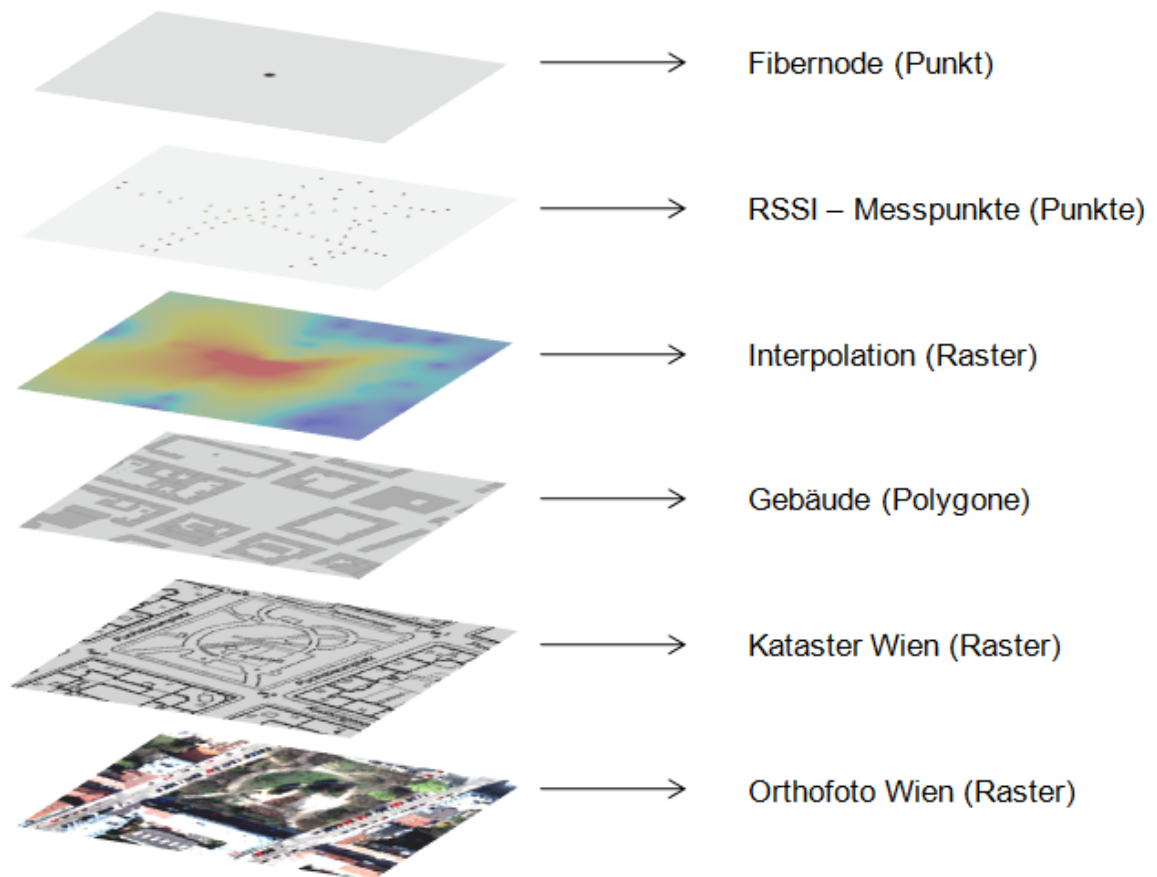 Fibernode (Punkt)
RSSI – Messpunkte (Punkte)
Interpolation (Raster)
Gebäude (Polygone)
Kataster Wien (Raster)
Orthofoto Wien (Raster)